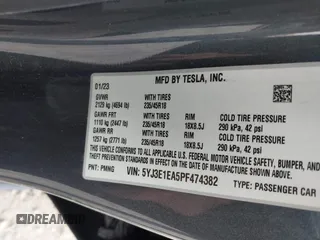 MFD BY TESLA, INC.
01/23
GVWR WITH TIRES
2129 kg (4694 lb) 235/45R18
GAWR FRT WITH TIRES RIM COLD TIRE PRESSURE
1110 kg (2447 lb) 235/45R18 18X8.5J 290 kPa, 42 psi
GAWR RR WITH TIRES RIM COLD TIRE PRESSURE
1257 kg (2771 lb) 235/45R18 18X8.5J 290 kPa, 42 psi
THIS VEHICLE CONFORMS TO ALL APPLICABLE FEDERAL MOTOR VEHICLE SAFETY, BUMPER, AND
THEFT PREVENTION STANDARDS IN EFFECT ON THE DATE OF MANUFACTURE
PNT: PMNG VIN: 5YJ3E1EA5PF474382 TYPE: PASSENGER CAR
DREAM